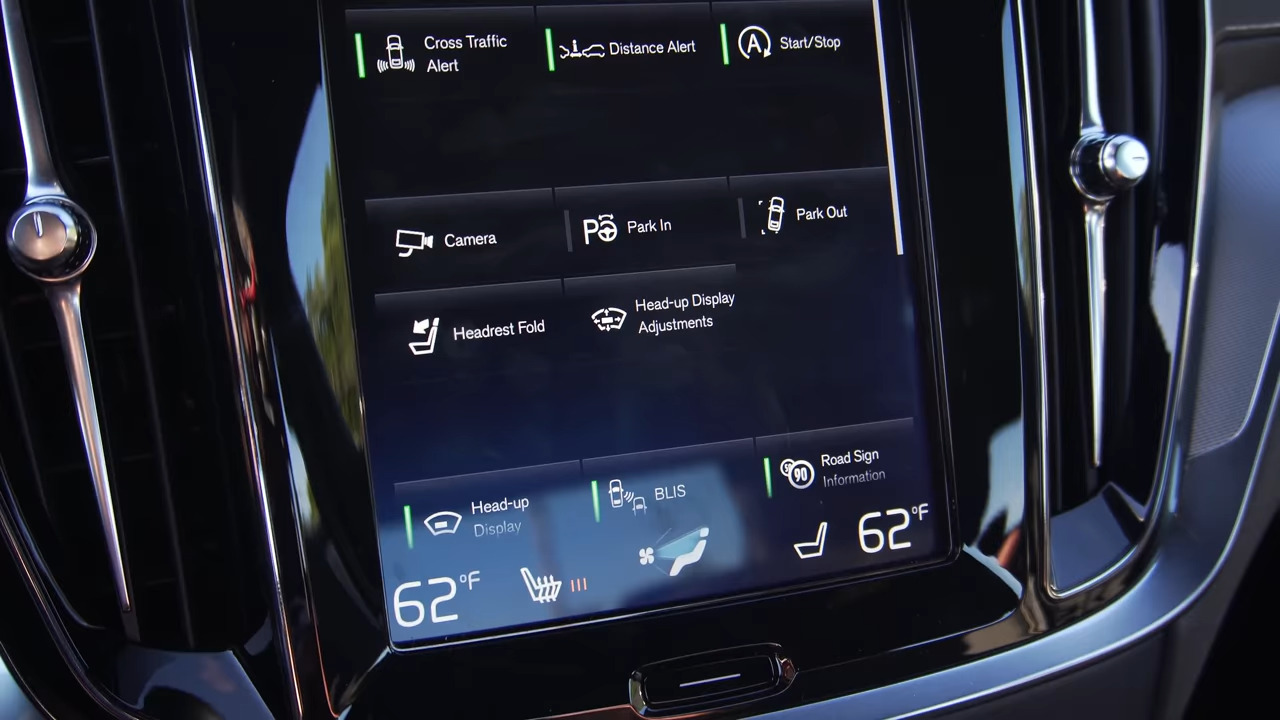 Cross Traffic
Alert
Distance Alert
A
Start/Stop
Camera
P
Park In
Park Out
Headrest Fold
Head-up Display
Adjustments
Head-up
Display
BLIS
90
Road Sign
Information
62°F
62°F